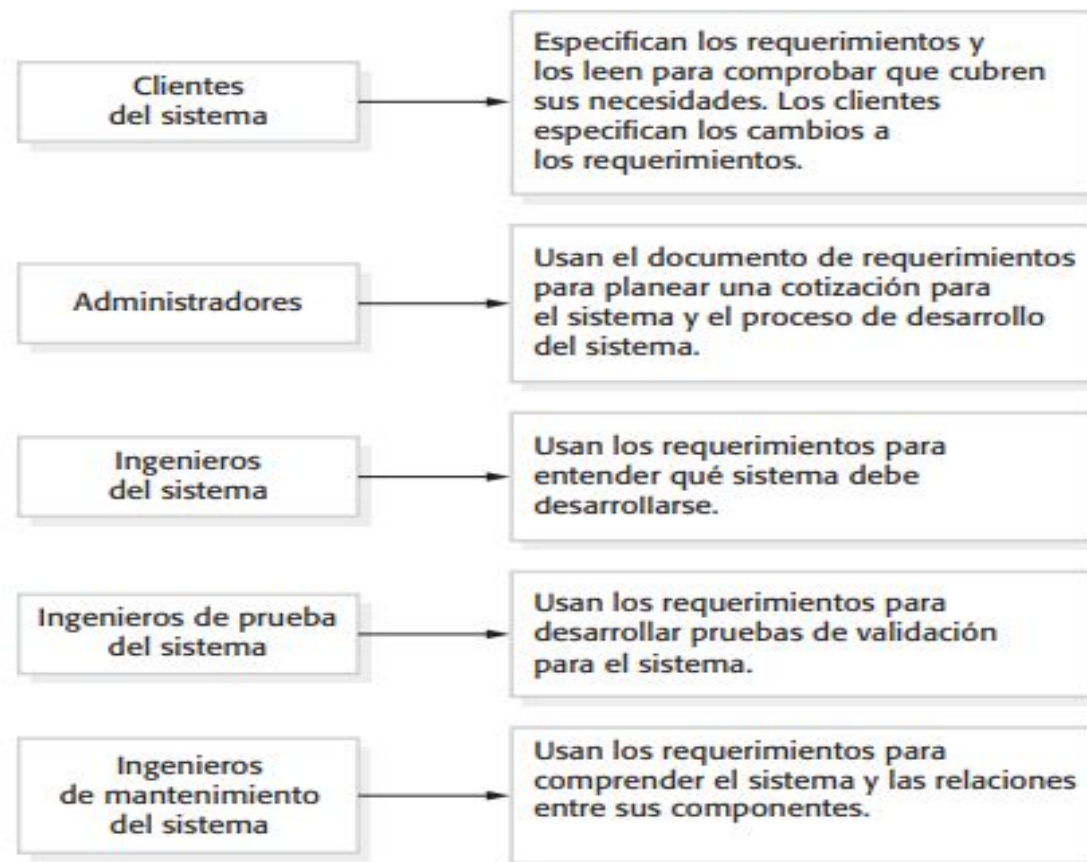 Clientes
del sistema
Especifican los requerimientos y
los leen para comprobar que cubren
sus necesidades. Los clientes
especifican los cambios a
los requerimientos.
Administradores
Usan el documento de requerimientos
para planear una cotización para
el sistema y el proceso de desarrollo
del sistema.
Ingenieros
del sistema
Usan los requerimientos para
entender qué sistema debe
desarrollarse.
Ingenieros de prueba
del sistema
Usan los requerimientos para
desarrollar pruebas de validación
para el sistema.
Ingenieros
de mantenimiento
del sistema
Usan los requerimientos para
comprender el sistema y las relaciones
entre sus componentes.